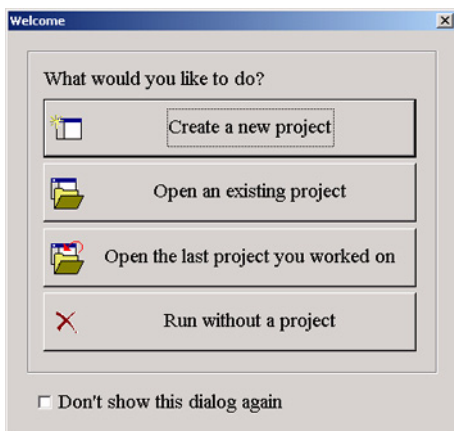 Welcome
What would you like to do?
Create a new project
Open an existing project
Open the last project you worked on
Run without a project
Don't show this dialog again